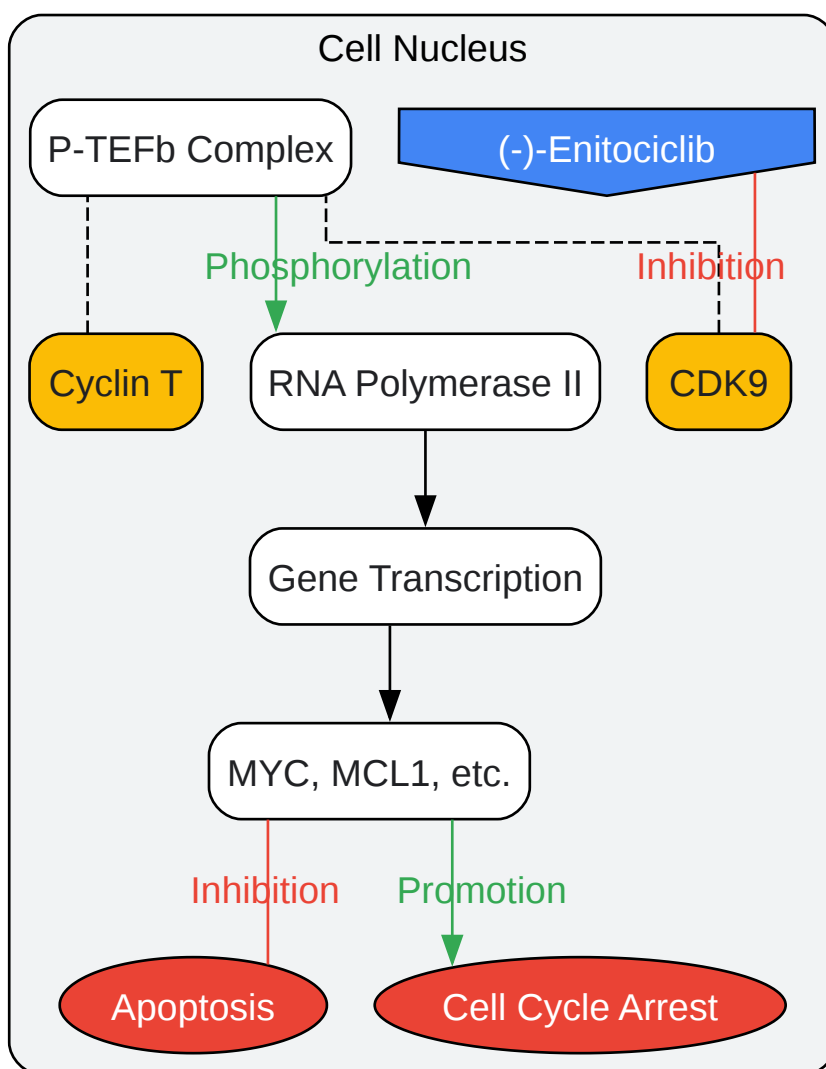 Cell Nucleus
P-TEFb Complex
(-)-Enitociclib
Phosphorylation
Inhibition
Cyclin T
RNA Polymerase II
CDK9
Gene Transcription
MYC, MCL1, etc.
Inhibition
Promotion
Apoptosis
Cell Cycle Arrest